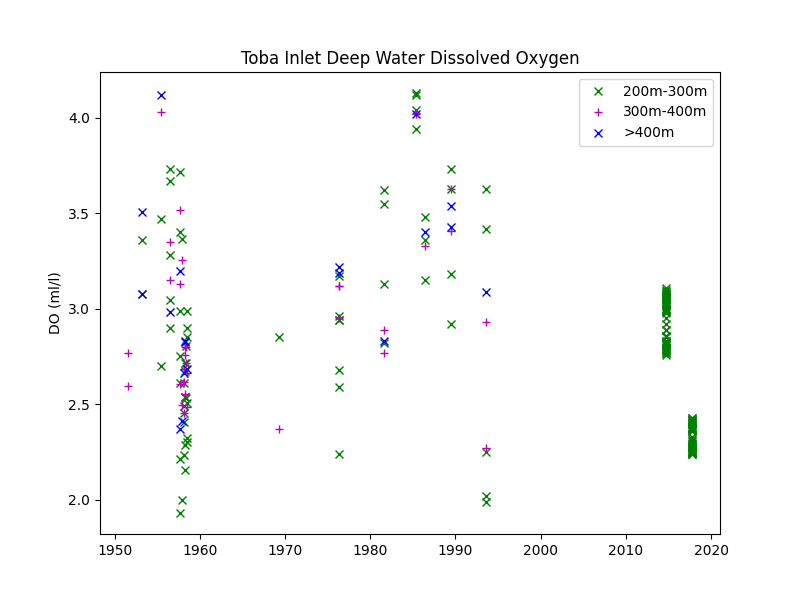 Toba Inlet Deep Water Dissolved Oxygen
200m-300m
300m-400m
>400m
DO (ml/l)
4.0
3.5
3.0
2.5
2.0
1950 1960 1970 1980 1990 2000 2010 2020